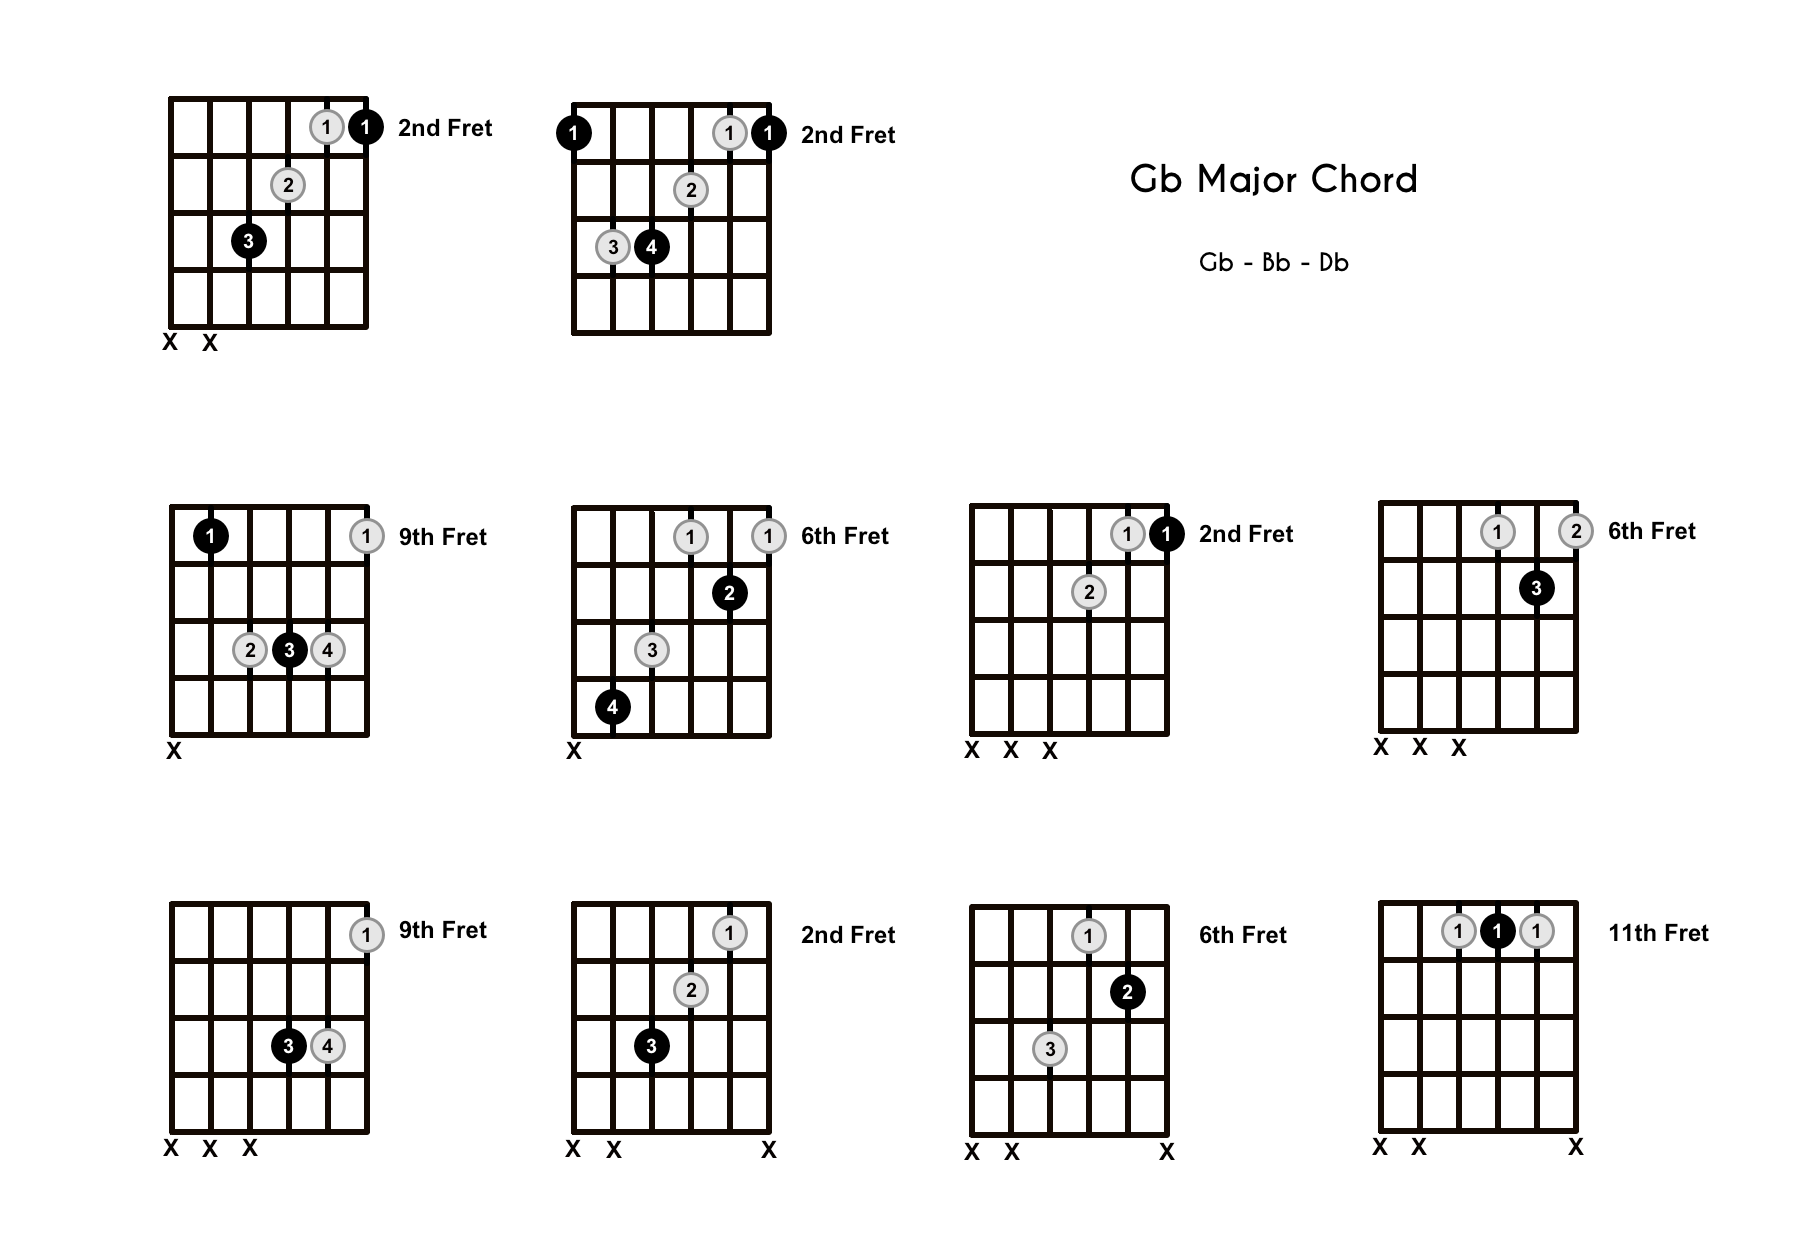 1 1 2nd Fret
2
3
X X
1 1 1 2nd Fret
2
3 4
Gb Major Chord
Gb - Bb - Db
1 1 9th Fret
2 3 4
X
1 1 6th Fret
2
3
4
X
1 1 2nd Fret
2
X X X
1 2 6th Fret
3
X X X
1 9th Fret
3 4
X X X
1 2nd Fret
2
3
X X X
1 6th Fret
2
3
X X X
1 1 1 11th Fret
X X X